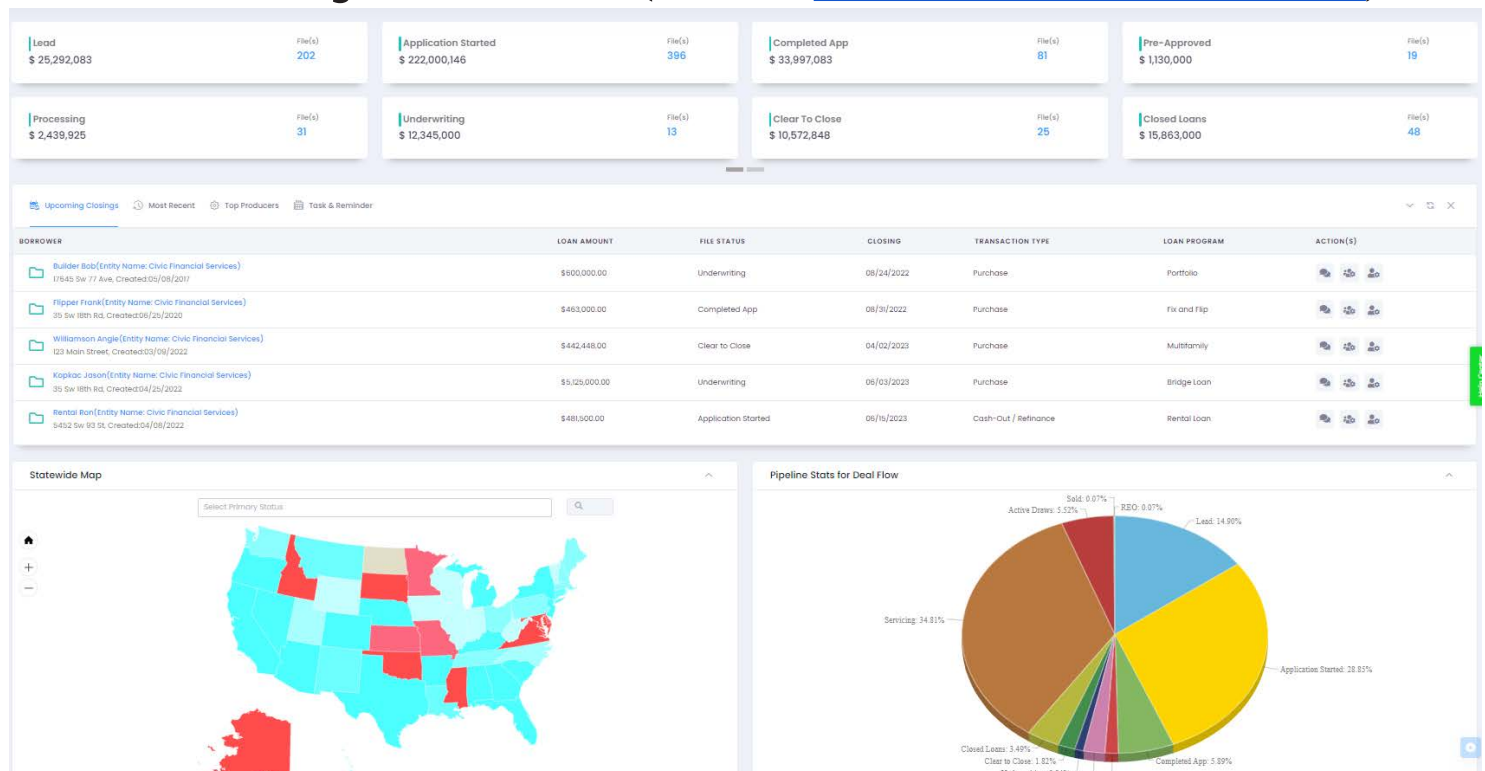 Lead
File(s)
$ 25,292,083
202
Application Started
File(s)
$ 222,000,146
396
Completed App
File(s)
$ 33,997,083
81
Pre-Approved
File(s)
$ 1,130,000
19
Processing
File(s)
$ 2,439,925
31
Underwriting
File(s)
$ 12,345,000
13
Clear To Close
File(s)
$ 10,572,848
25
Closed Loans
File(s)
$ 15,863,000
48
Upcoming Closings Most Recent Top Producers Task & Reminder
BORROWER LOAN AMOUNT FILE STATUS CLOSING TRANSACTION TYPE LOAN PROGRAM ACTION(S)
Builder Bob(Entity Name: Civic Financial Services)
17645 Sw 77 Ave, Created:05/08/2017
$600,000.00 Underwriting 08/24/2022 Purchase Portfolio
Flipper Frank(Entity Name: Civic Financial Services)
35 Sw 18th Rd, Created:06/25/2020
$463,000.00 Completed App 08/31/2022 Purchase Fix and Flip
Williamson Angie(Entity Name: Civic Financial Services)
123 Main Street, Created:03/09/2022
$442,448.00 Clear to Close 04/02/2023 Purchase Multifamily
Kopkac Jason(Entity Name: Civic Financial Services)
35 Sw 18th Rd, Created:04/25/2022
$5,125,000.00 Underwriting 06/03/2023 Purchase Bridge Loan
Rental Ron(Entity Name: Civic Financial Services)
5452 Sw 93 St, Created:04/08/2022
$481,500.00 Application Started 06/15/2023 Cash-Out / Refinance Rental Loan
Statewide Map
Select Primary Status
Pipeline Stats for Deal Flow
Sold: 0.07%
REO: 0.07%
Active Draws: 5.52%
Lead: 14.90%
Servicing: 34.81%
Application Started: 28.85%
Closed Loans: 3.49%
Clear to Close: 1.82%
Completed App: 5.89%